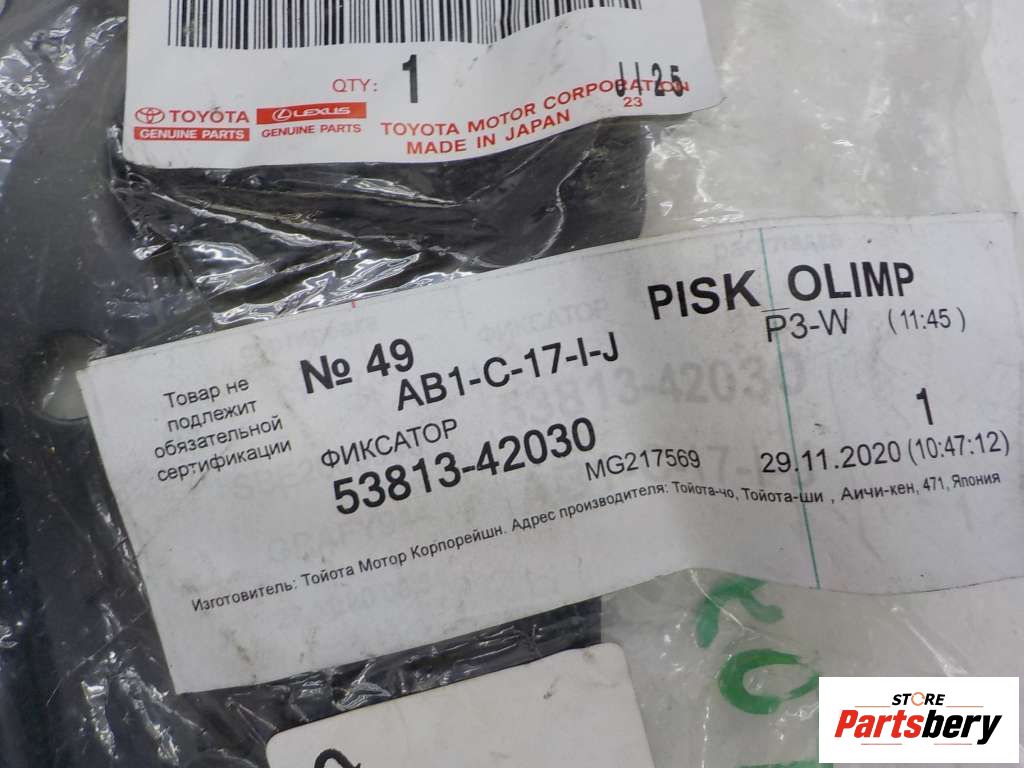 QTY: 1
JJ25
TOYOTA LEXUS
GENUINE PARTS GENUINE PARTS
TOYOTA MOTOR CORPORATION 23
MADE IN JAPAN
PISK OLIMP
P3-W (11:45)
№ 49
AB1-C-17-I-J
Товар не
подлежит
обязательной
сертификации
ФИКСАТОР
53813-42030
1
MG217569 29.11.2020 (10:47:12)
Изготовитель: Тойота Мотор Корпорейшн. Адрес производителя: Тойота-чо, Тойота-ши , Аичи-кен, 471, Япония
STORE
Partsbery